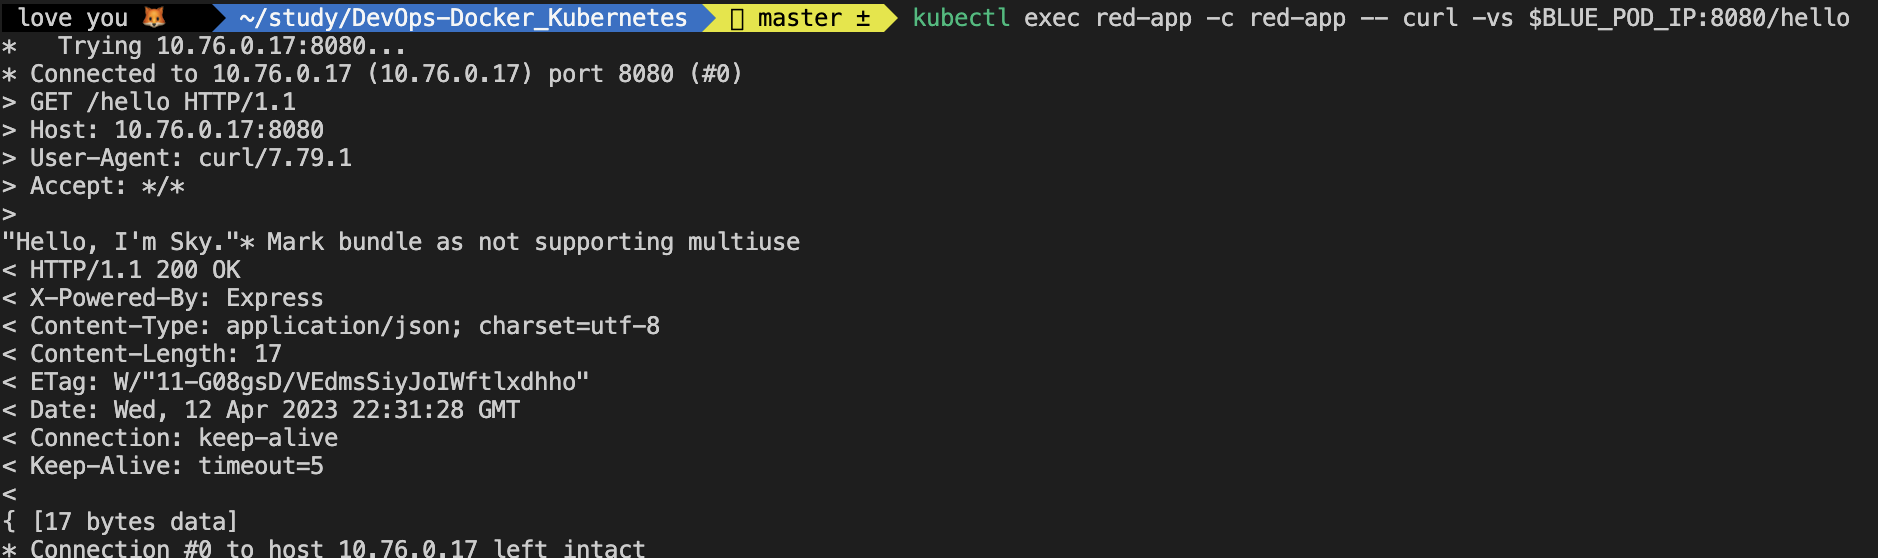 love you 🦊 ~/study/DevOps-Docker_Kubernetes master ± kubectl exec red-app -c red-app -- curl -vs $BLUE_POD_IP:8080/hello
*   Trying 10.76.0.17:8080...
* Connected to 10.76.0.17 (10.76.0.17) port 8080 (#0)
> GET /hello HTTP/1.1
> Host: 10.76.0.17:8080
> User-Agent: curl/7.79.1
> Accept: */*
>
"Hello, I'm Sky."* Mark bundle as not supporting multiuse
< HTTP/1.1 200 OK
< X-Powered-By: Express
< Content-Type: application/json; charset=utf-8
< Content-Length: 17
< ETag: W/"11-G08gsD/VEdmsSiyJoIWftlxdhho"
< Date: Wed, 12 Apr 2023 22:31:28 GMT
< Connection: keep-alive
< Keep-Alive: timeout=5
<
{ [17 bytes data]
* Connection #0 to host 10.76.0.17 left intact